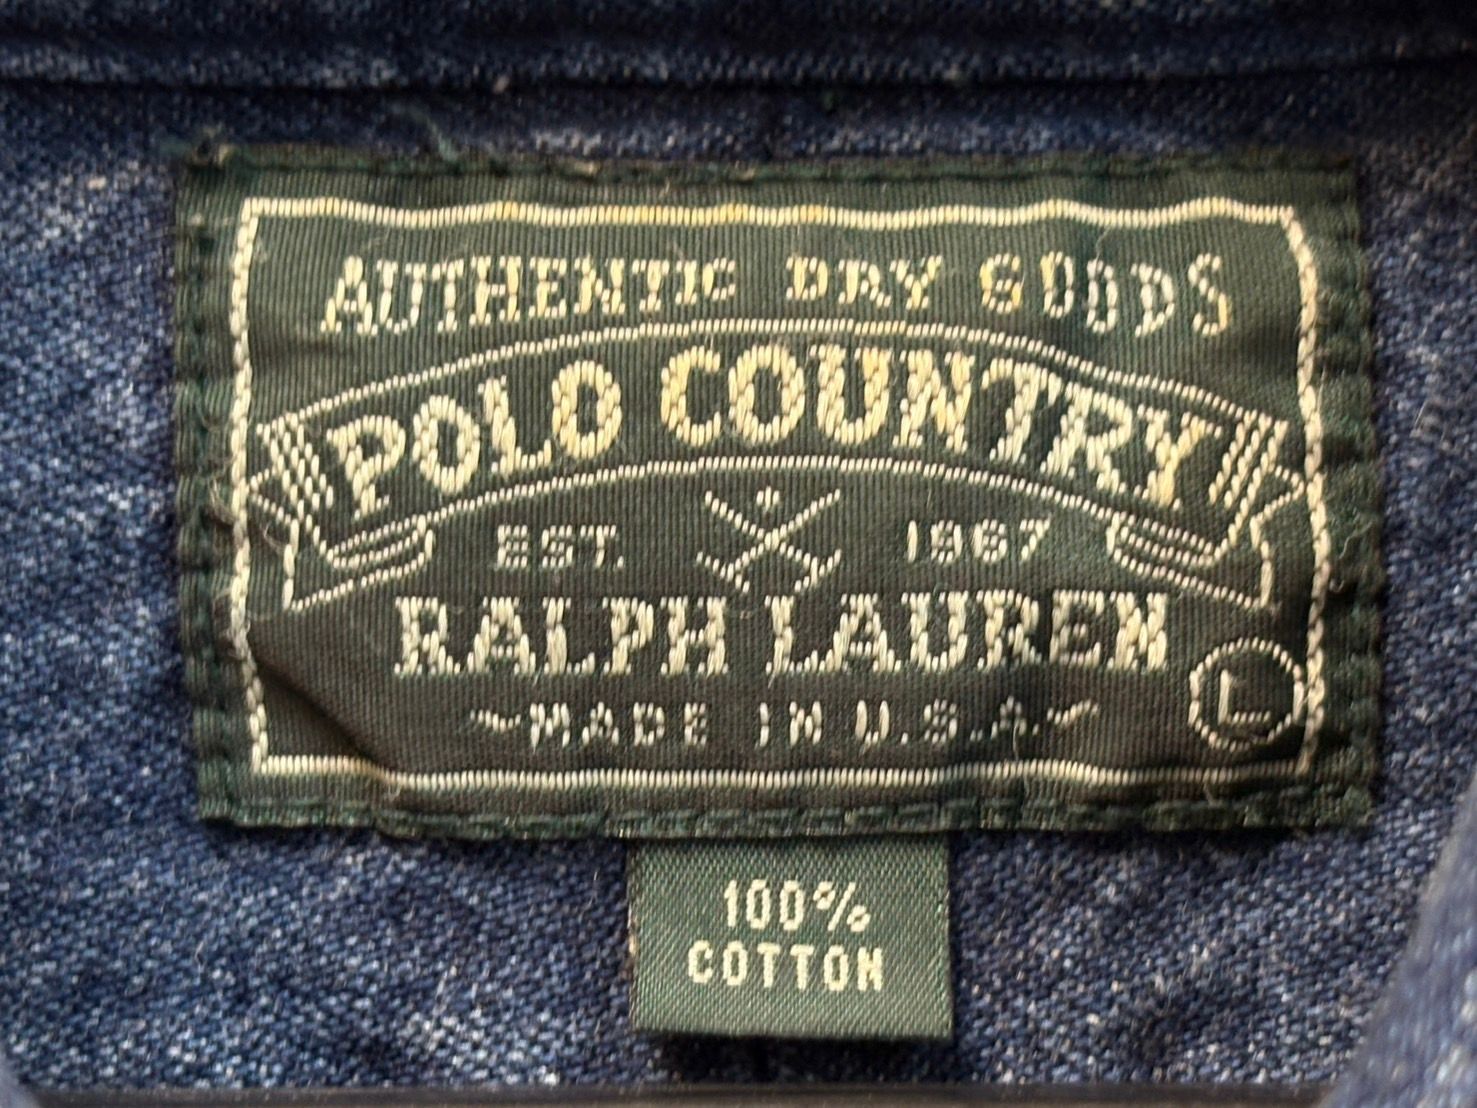 AUTHENTIC DRY GOODS
POLO COUNTRY
EST. 1967
RALPH LAUREN
~MADE IN U.S.A~
L
100%
COTTON